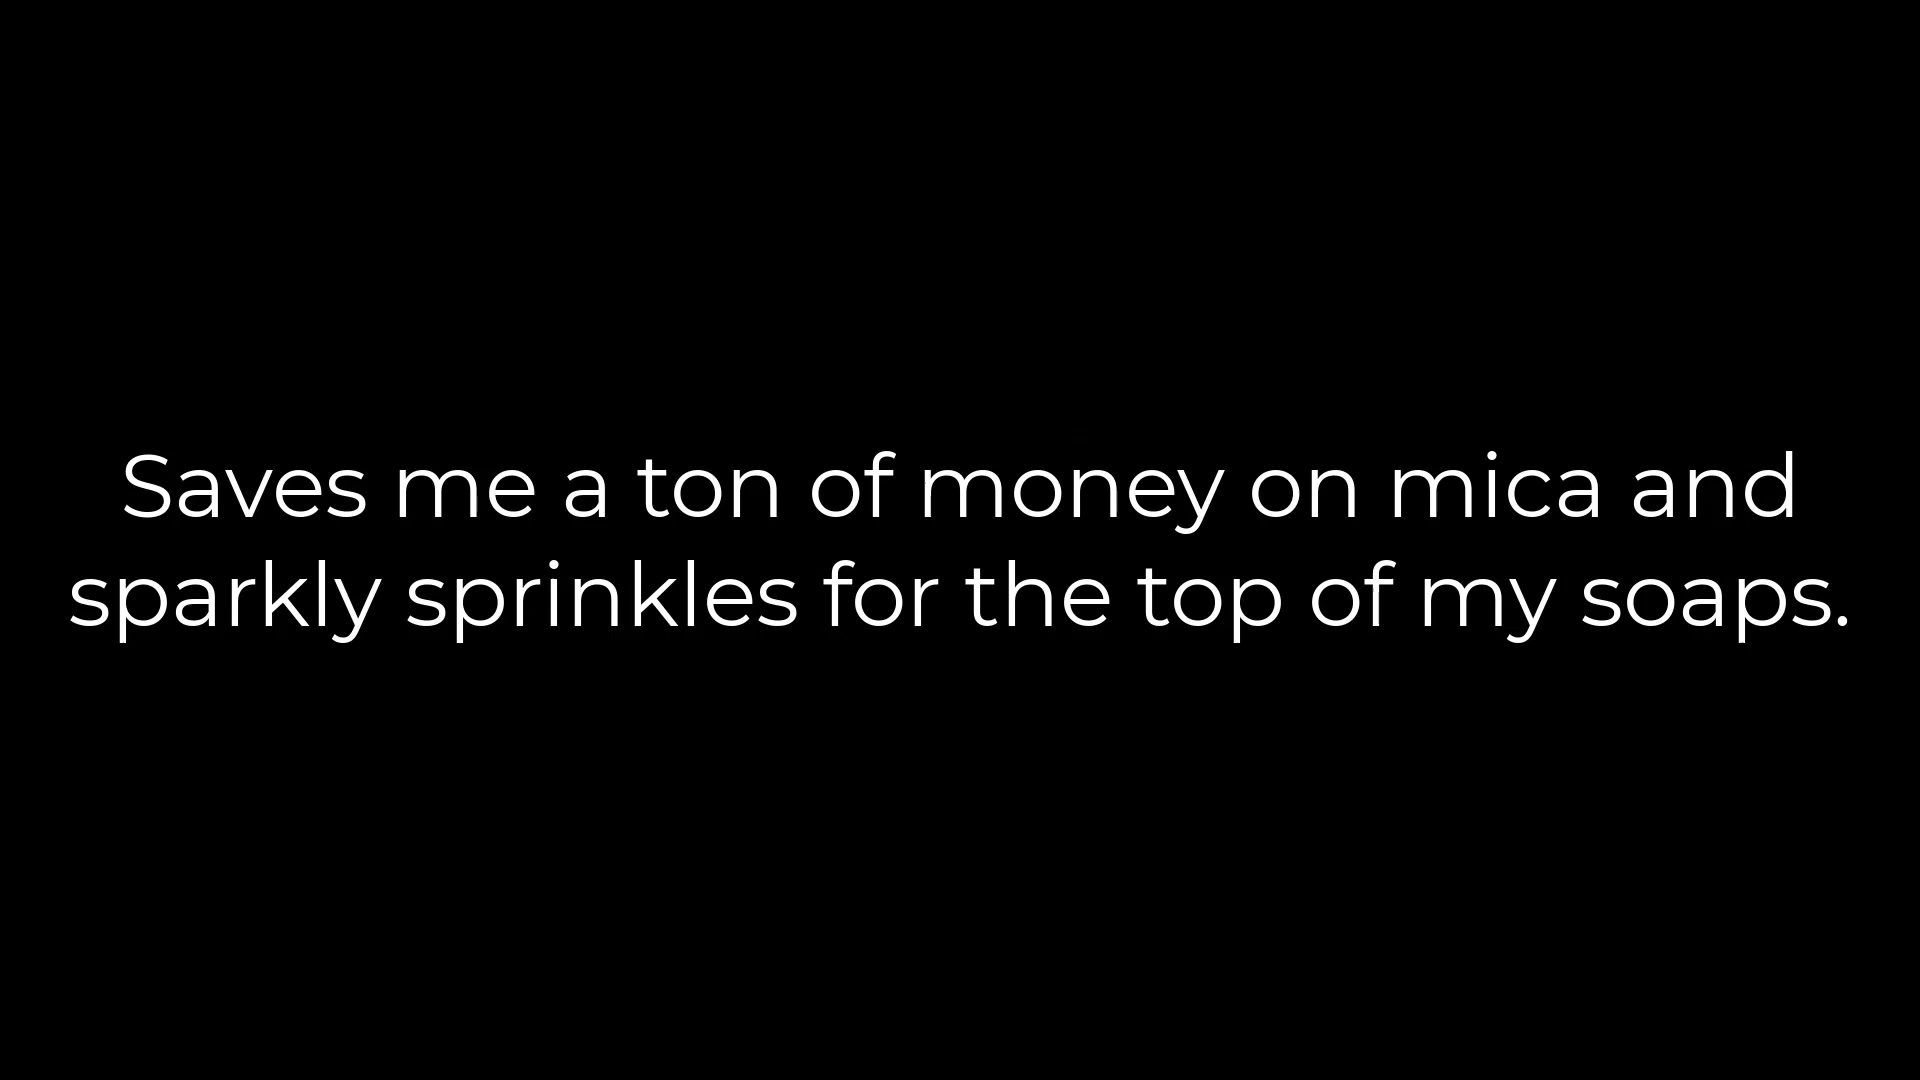 Saves me a ton of money on mica and
sparkly sprinkles for the top of my soaps.